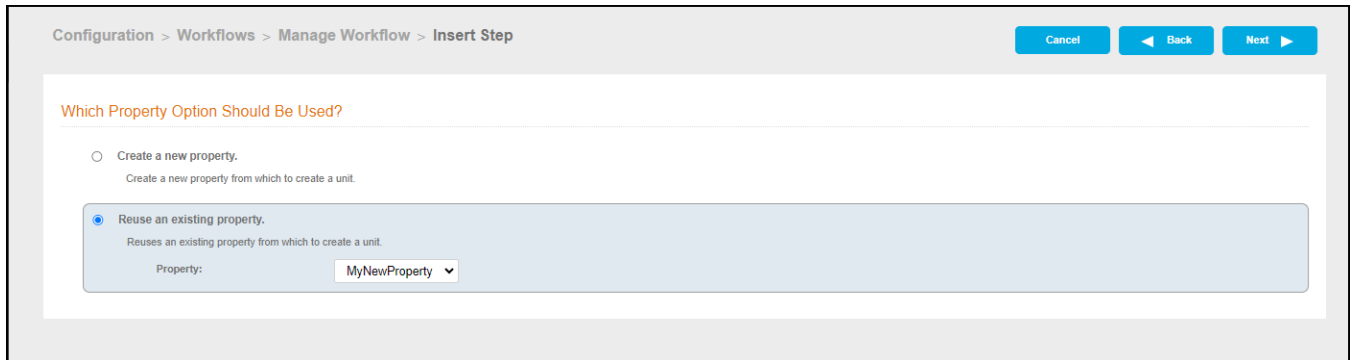 Configuration > Workflows > Manage Workflow > Insert Step
Cancel
Back
Next
Which Property Option Should Be Used?
Create a new property.
Create a new property from which to create a unit.
Reuse an existing property.
Reuses an existing property from which to create a unit.
Property: MyNewProperty